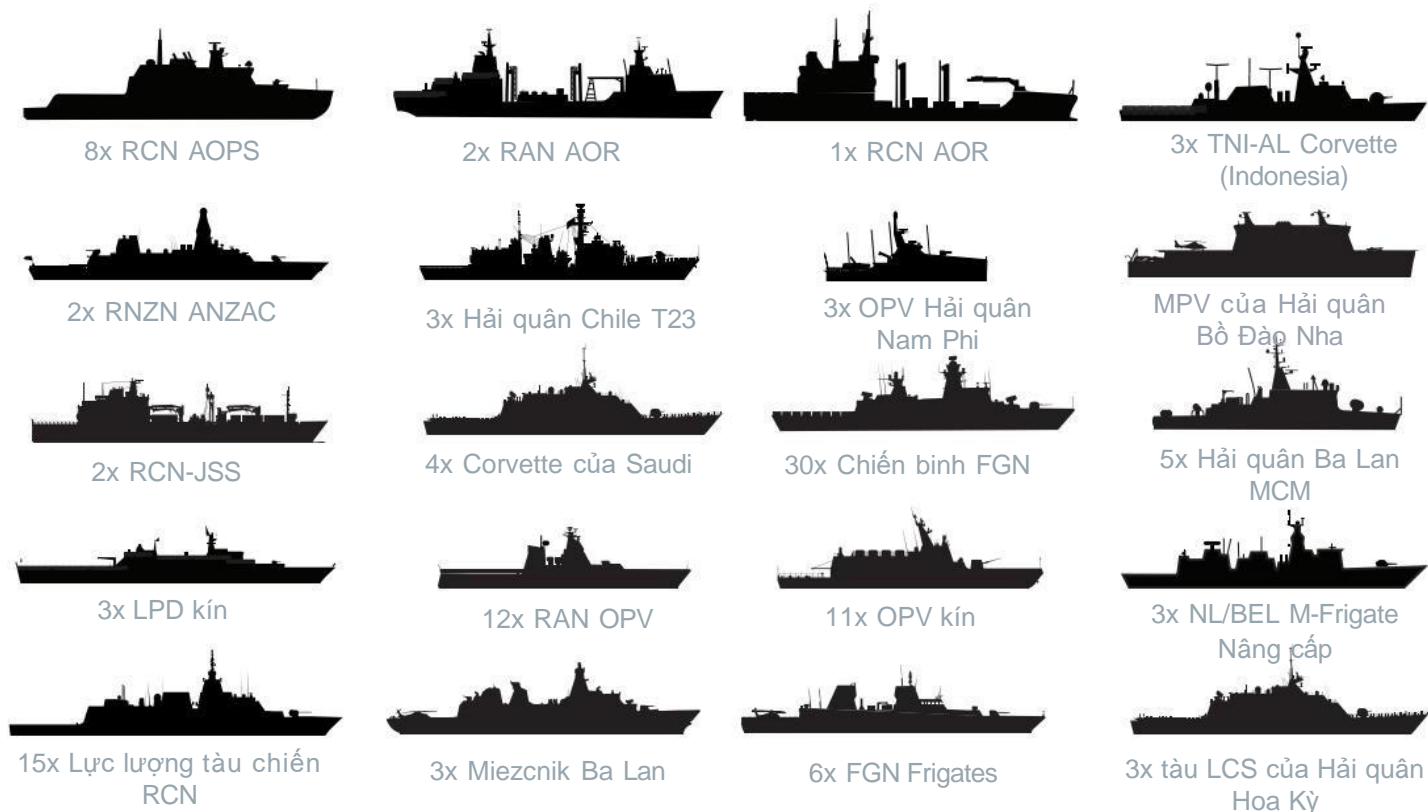 8x RCN AOPS
2x RAN AOR
1x RCN AOR
3x TNI-AL Corvette
(Indonesia)
2x RNZN ANZAC
3x Hải quân Chile T23
3x OPV Hải quân
Nam Phi
MPV của Hải quân
Bồ Đào Nha
2x RCN-JSS
4x Corvette của Saudi
30x Chiến binh FGN
5x Hải quân Ba Lan
MCM
3x LPD kín
12x RAN OPV
11x OPV kín
3x NL/BEL M-Frigate
Nâng cấp
15x Lực lượng tàu chiến
RCN
3x Miezcnik Ba Lan
6x FGN Frigates
3x tàu LCS của Hải quân
Hoa Kỳ